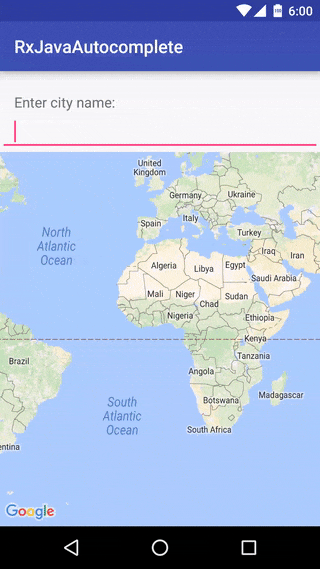 6:00
RxJavaAutocomplete
Enter city name:
United
Kingdom
Germany
Ukraine
Spain
Italy
Turkey
North
Atlantic
Ocean
Iraq
Iran
Algeria
Libya
Egypt
Saudi Arabia
Mali
Niger
Chad
Sudan
Nigeria
Ethiopia
Kenya
Brazil
Tanzania
Angola
South
Atlantic
Ocean
Botswana
Madagascar
South Africa
entina
Google